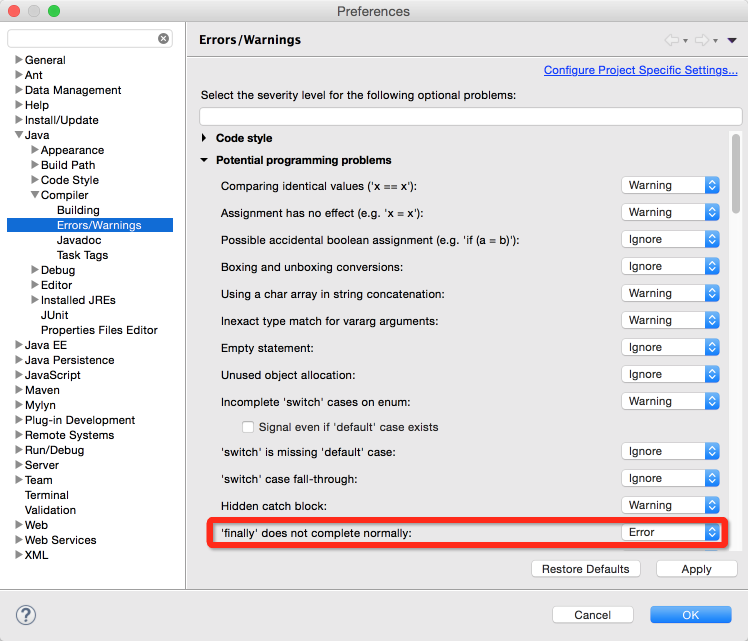 Preferences
General
Ant
Data Management
Help
Install/Update
Java
Appearance
Build Path
Code Style
Compiler
Building
Errors/Warnings
Javadoc
Task Tags
Debug
Editor
Installed JREs
JUnit
Properties Files Editor
Java EE
Java Persistence
JavaScript
Maven
Mylyn
Plug-in Development
Remote Systems
Run/Debug
Server
Team
Terminal
Validation
Web
Web Services
XML
Errors/Warnings
Configure Project Specific Settings...
Select the severity level for the following optional problems:
Code style
Potential programming problems
Comparing identical values ('x == x'): Warning
Assignment has no effect (e.g. 'x = x'): Warning
Possible accidental boolean assignment (e.g. 'if (a = b)'): Ignore
Boxing and unboxing conversions: Ignore
Using a char array in string concatenation: Warning
Inexact type match for vararg arguments: Warning
Empty statement: Ignore
Unused object allocation: Ignore
Incomplete 'switch' cases on enum: Warning
Signal even if 'default' case exists
'switch' is missing 'default' case: Ignore
'switch' case fall-through: Ignore
Hidden catch block: Warning
'finally' does not complete normally: Error
Restore Defaults Apply
? Cancel OK